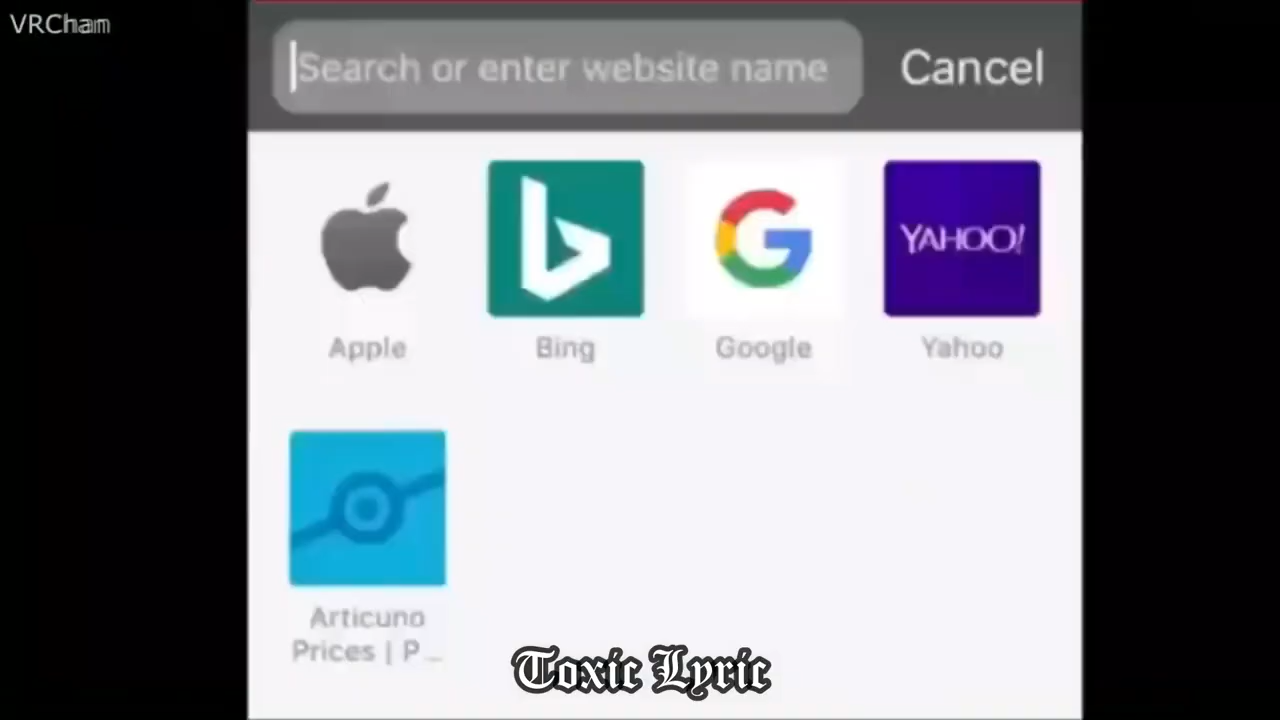 VRCham
Search or enter website name
Cancel
YAHOO!
Apple
Bing
Google
Yahoo
Articuno
Prices | P...
Toxic Lyric